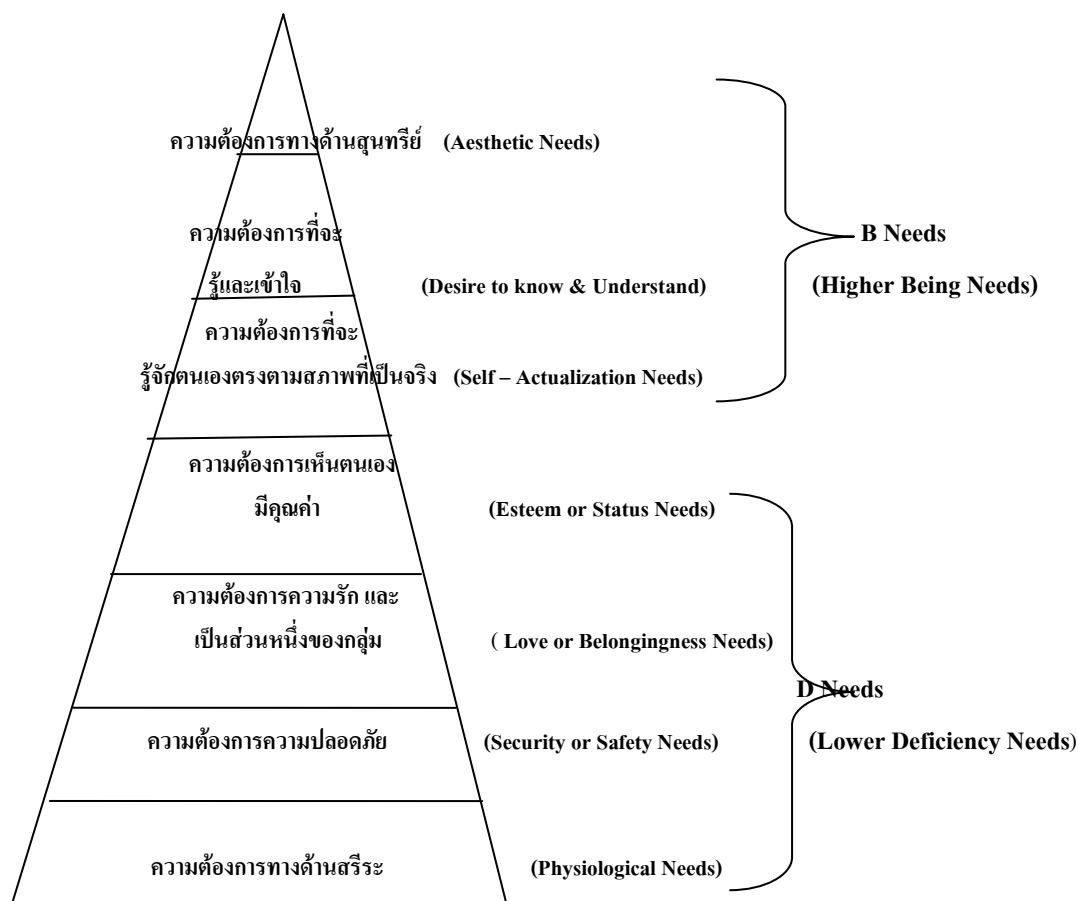 ความต้องการทางด้านสุนทรีย์ (Aesthetic Needs)
ความต้องการที่จะ
B Needs
รู้และเข้าใจ (Desire to know & Understand)
(Higher Being Needs)
ความต้องการที่จะ
รู้จักตนเองตรงตามสภาพที่เป็นจริง (Self – Actualization Needs)
ความต้องการเห็นตนเอง
มีคุณค่า (Esteem or Status Needs)
ความต้องการความรัก และ
เป็นส่วนหนึ่งของกลุ่ม ( Love or Belongingness Needs)
D Needs
ความต้องการความปลอดภัย (Security or Safety Needs)
(Lower Deficiency Needs)
ความต้องการทางด้านสรีระ (Physiological Needs)